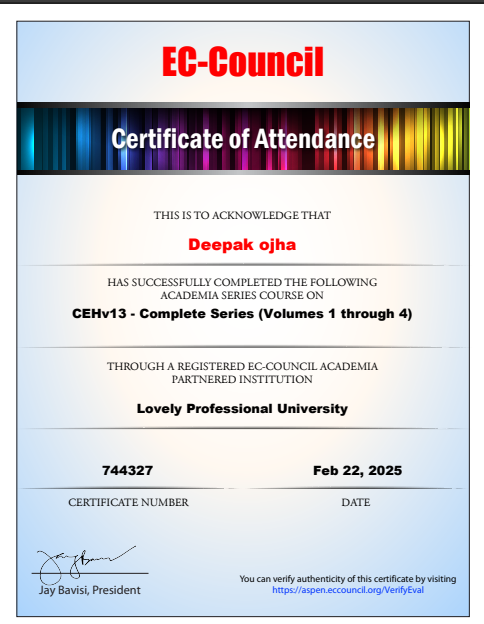 EC-Council
Certificate of Attendance
THIS IS TO ACKNOWLEDGE THAT
Deepak ojha
HAS SUCCESSFULLY COMPLETED THE FOLLOWING
ACADEMIA SERIES COURSE ON
CEHv13 - Complete Series (Volumes 1 through 4)
THROUGH A REGISTERED EC-COUNCIL ACADEMIA
PARTNERED INSTITUTION
Lovely Professional University
744327
Feb 22, 2025
CERTIFICATE NUMBER
DATE
Jay Bavisi, President
You can verify authenticity of this certificate by visiting
https://aspen.eccouncil.org/VerifyEval